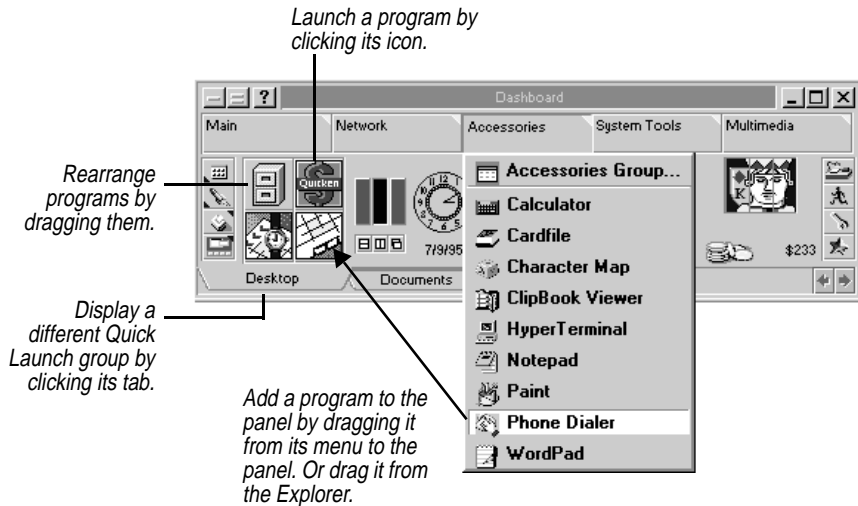 Launch a program by
clicking its icon.
Dashboard
Main
Network
Accessories
System Tools
Multimedia
Rearrange
programs by
dragging them.
Quicken
7/9/95
$233
Desktop
Documents
Accessories Group...
Calculator
Cardfile
Character Map
ClipBook Viewer
HyperTerminal
Notepad
Paint
Phone Dialer
WordPad
Display a
different Quick
Launch group by
clicking its tab.
Add a program to the
panel by dragging it
from its menu to the
panel. Or drag it from
the Explorer.